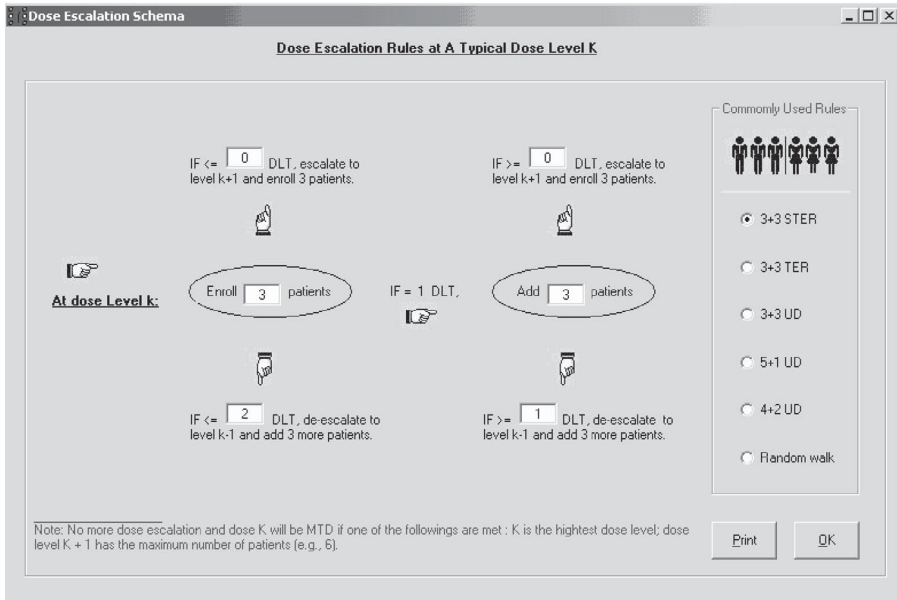 Dose Escalation Schema
Dose Escalation Rules at A Typical Dose Level K
IF <= 0 DLT, escalate to
level k+1 and enroll 3 patients.
IF >= 0 DLT, escalate to
level k+1 and enroll 3 patients.
At dose Level k:
Enroll 3 patients
IF = 1 DLT,
Add 3 patients
IF <= 2 DLT, de-escalate to
level k-1 and add 3 more patients.
IF >= 1 DLT, de-escalate to
level k-1 and add 3 more patients.
Commomly Used Rules
3+3 STER
3+3 TER
3+3 UD
5+1 UD
4+2 UD
Random walk
Note: No more dose escalation and dose K will be MTD if one of the followings are met : K is the hightest dose level; dose
level K + 1 has the maximum number of patients (e.g., 6).
Print
OK